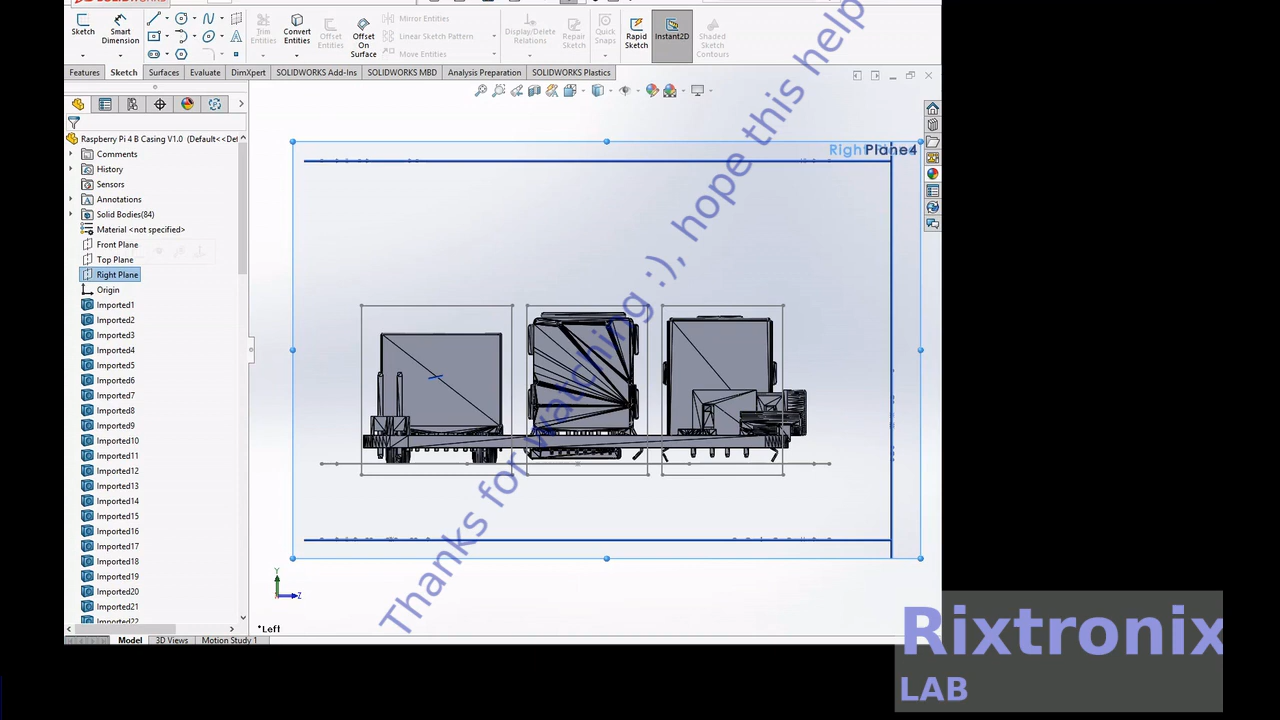 SOLIDWORKS
Sketch
Smart Dimension
Trim Entities
Convert Entities
Offset Entities
Offset On Surface
Mirror Entities
Linear Sketch Pattern
Move Entities
Display/Delete Relations
Repair Sketch
Quick Snaps
Rapid Sketch
Instant2D
Shaded Sketch Contours
Features Sketch Surfaces Evaluate DimXpert SOLIDWORKS Add-Ins SOLIDWORKS MBD Analysis Preparation SOLIDWORKS Plastics
Raspberry Pi 4 B Casing V1.0 (Default<<Def
Comments
History
Sensors
Annotations
Solid Bodies(84)
Material <not specified>
Front Plane
Top Plane
Right Plane
Origin
Imported1
Imported2
Imported3
Imported4
Imported5
Imported6
Imported7
Imported8
Imported9
Imported10
Imported11
Imported12
Imported13
Imported14
Imported15
Imported16
Imported17
Imported18
Imported19
Imported20
Imported21
Imported22
Right
Plane4
Thanks for watching :), hope this help
Y
Z
*Left
Model 3D Views Motion Study 1
Rixtronix
LAB